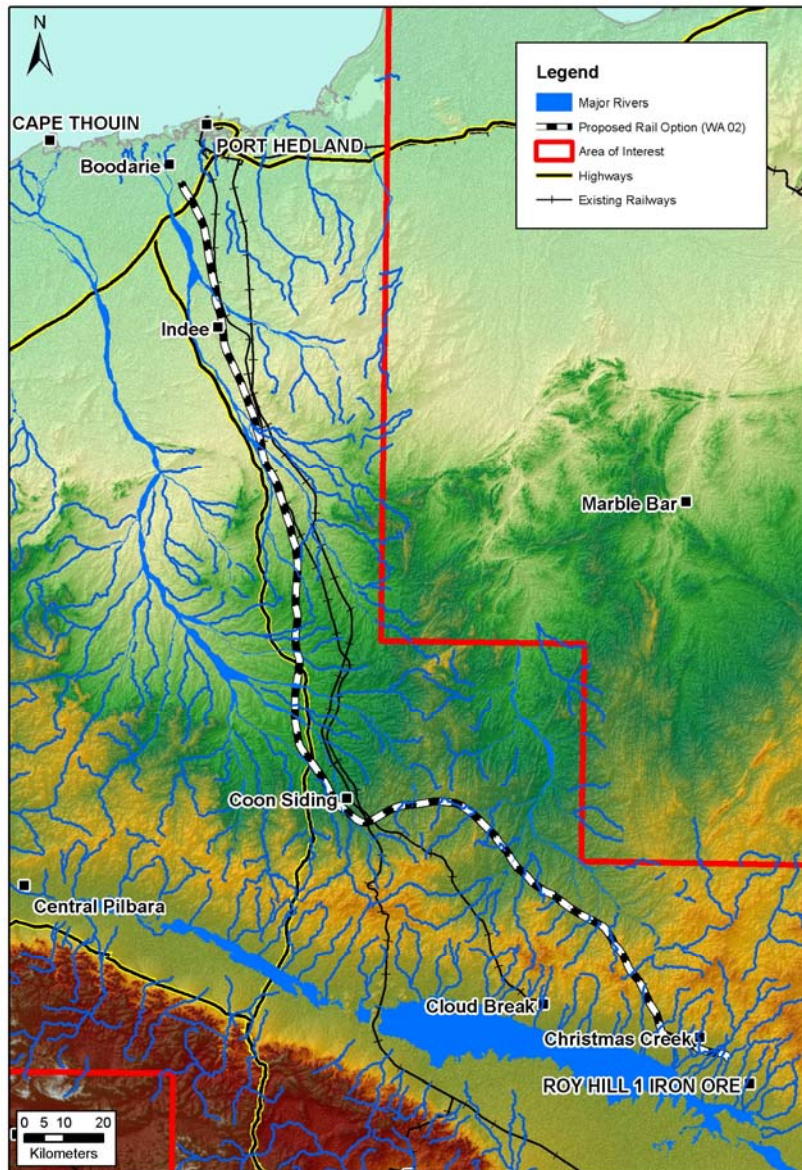 N
CAPE THOUIN
PORT HEDLAND
Boodarie
Indee
Marble Bar
Coon Siding
Central Pilbara
Cloud Break
Christmas Creek
ROY HILL 1 IRON ORE
Legend
Major Rivers
Proposed Rail Option (WA 02)
Area of Interest
Highways
Existing Railways
0 5 10 20
Kilometers